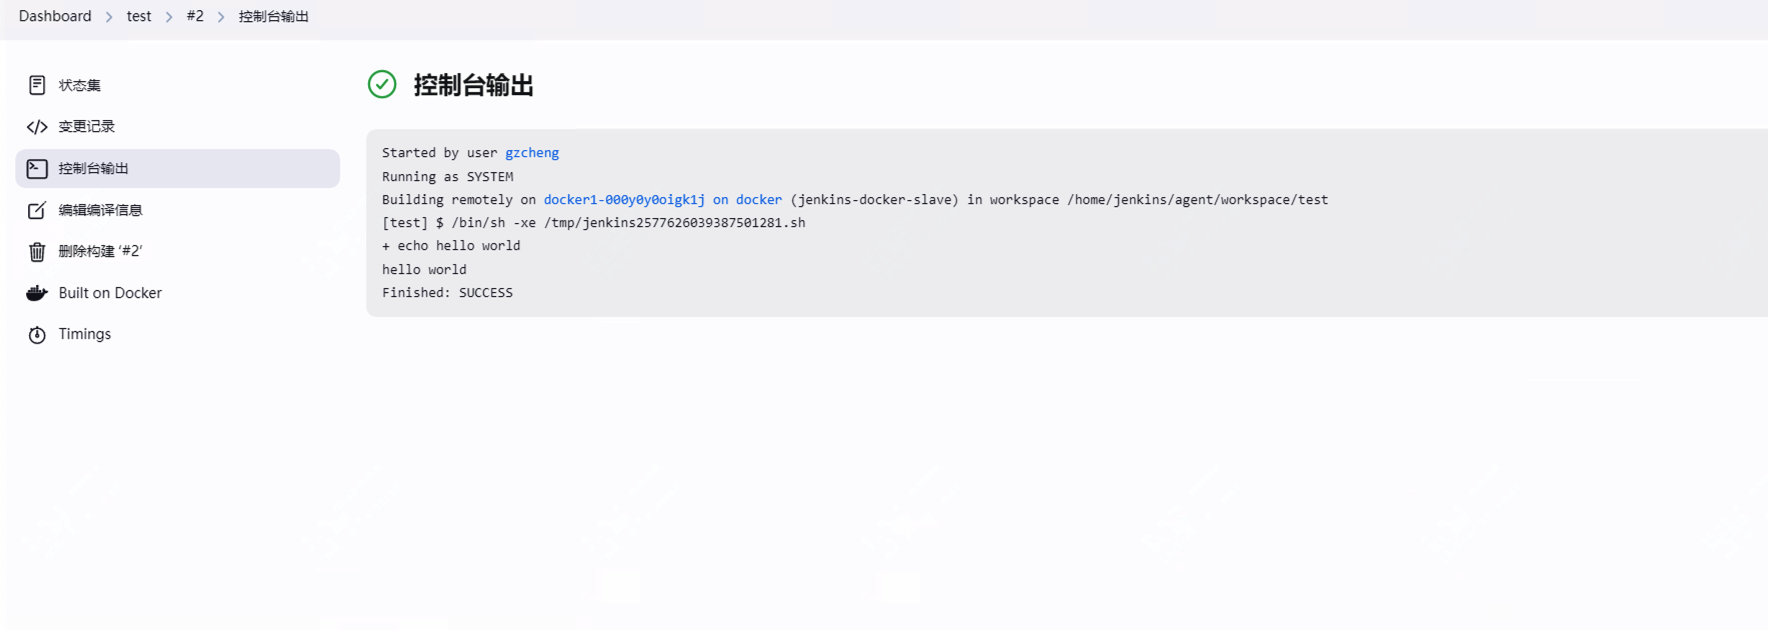 Dashboard > test > #2 > 控制台输出
状态集
变更记录
控制台输出
编辑编译信息
删除构建 ‘#2’
Built on Docker
Timings
控制台输出
Started by user gzcheng
Running as SYSTEM
Building remotely on docker1-000y0y0oigk1j on docker (jenkins-docker-slave) in workspace /home/jenkins/agent/workspace/test
[test] $ /bin/sh -xe /tmp/jenkins2577626039387501281.sh
+ echo hello world
hello world
Finished: SUCCESS